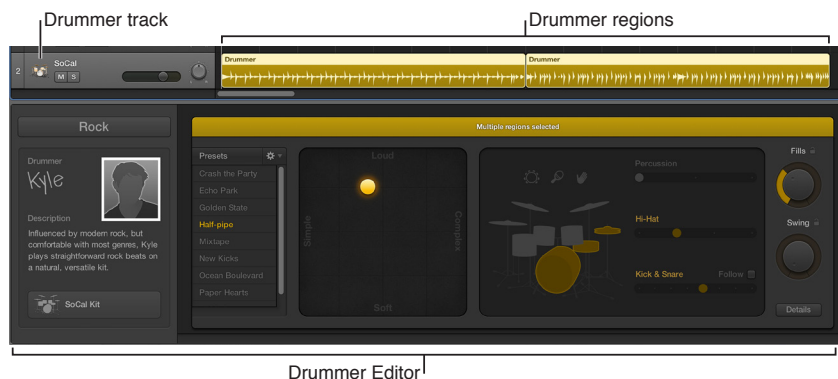 Drummer track
Drummer regions
2
SoCal
M S
Drummer
Drummer
Rock
Multiple regions selected
Drummer
Kyle
Description
Influenced by modern rock, but
comfortable with most genres, Kyle
plays straightforward rock beats on
a natural, versatile kit.
SoCal Kit
Presets
Crash the Party
Echo Park
Golden State
Half-pipe
Mixtape
New Kicks
Ocean Boulevard
Paper Hearts
Loud
Simple
Complex
Soft
Percussion
Hi-Hat
Kick & Snare
Follow
Fills
Swing
Details
Drummer Editor